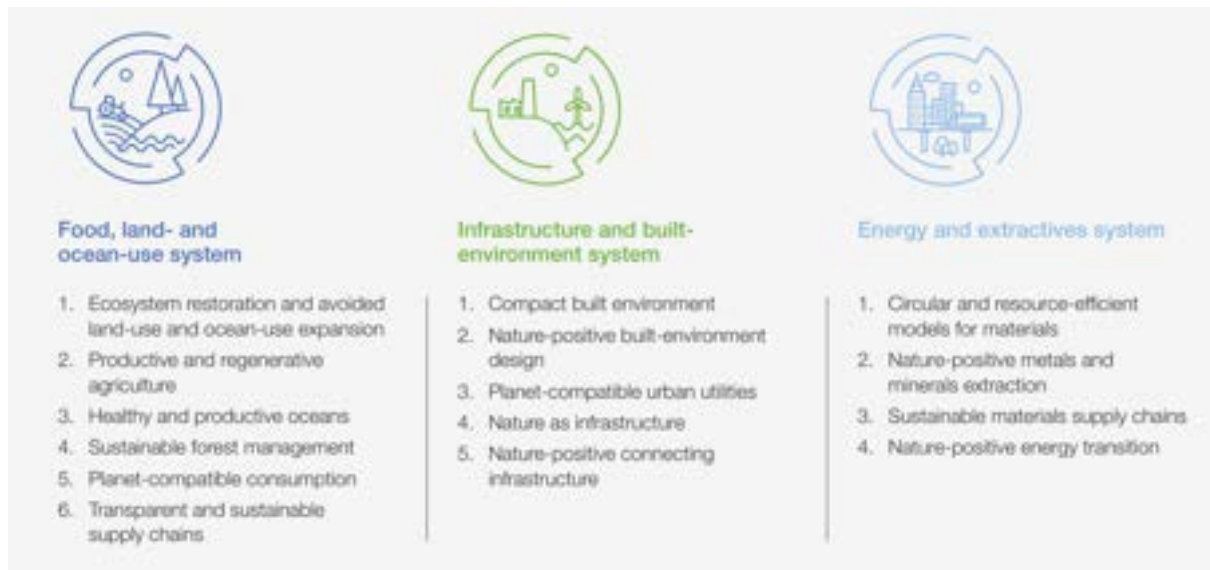 Food, land- and
ocean-use system
1. Ecosystem restoration and avoided
land-use and ocean-use expansion
2. Productive and regenerative
agriculture
3. Healthy and productive oceans
4. Sustainable forest management
5. Planet-compatible consumption
6. Transparent and sustainable
supply chains
Infrastructure and built-
environment system
1. Compact built environment
2. Nature-positive built-environment
design
3. Planet-compatible urban utilities
4. Nature as infrastructure
5. Nature-positive connecting
infrastructure
Energy and extractives system
1. Circular and resource-efficient
models for materials
2. Nature-positive metals and
minerals extraction
3. Sustainable materials supply chains
4. Nature-positive energy transition